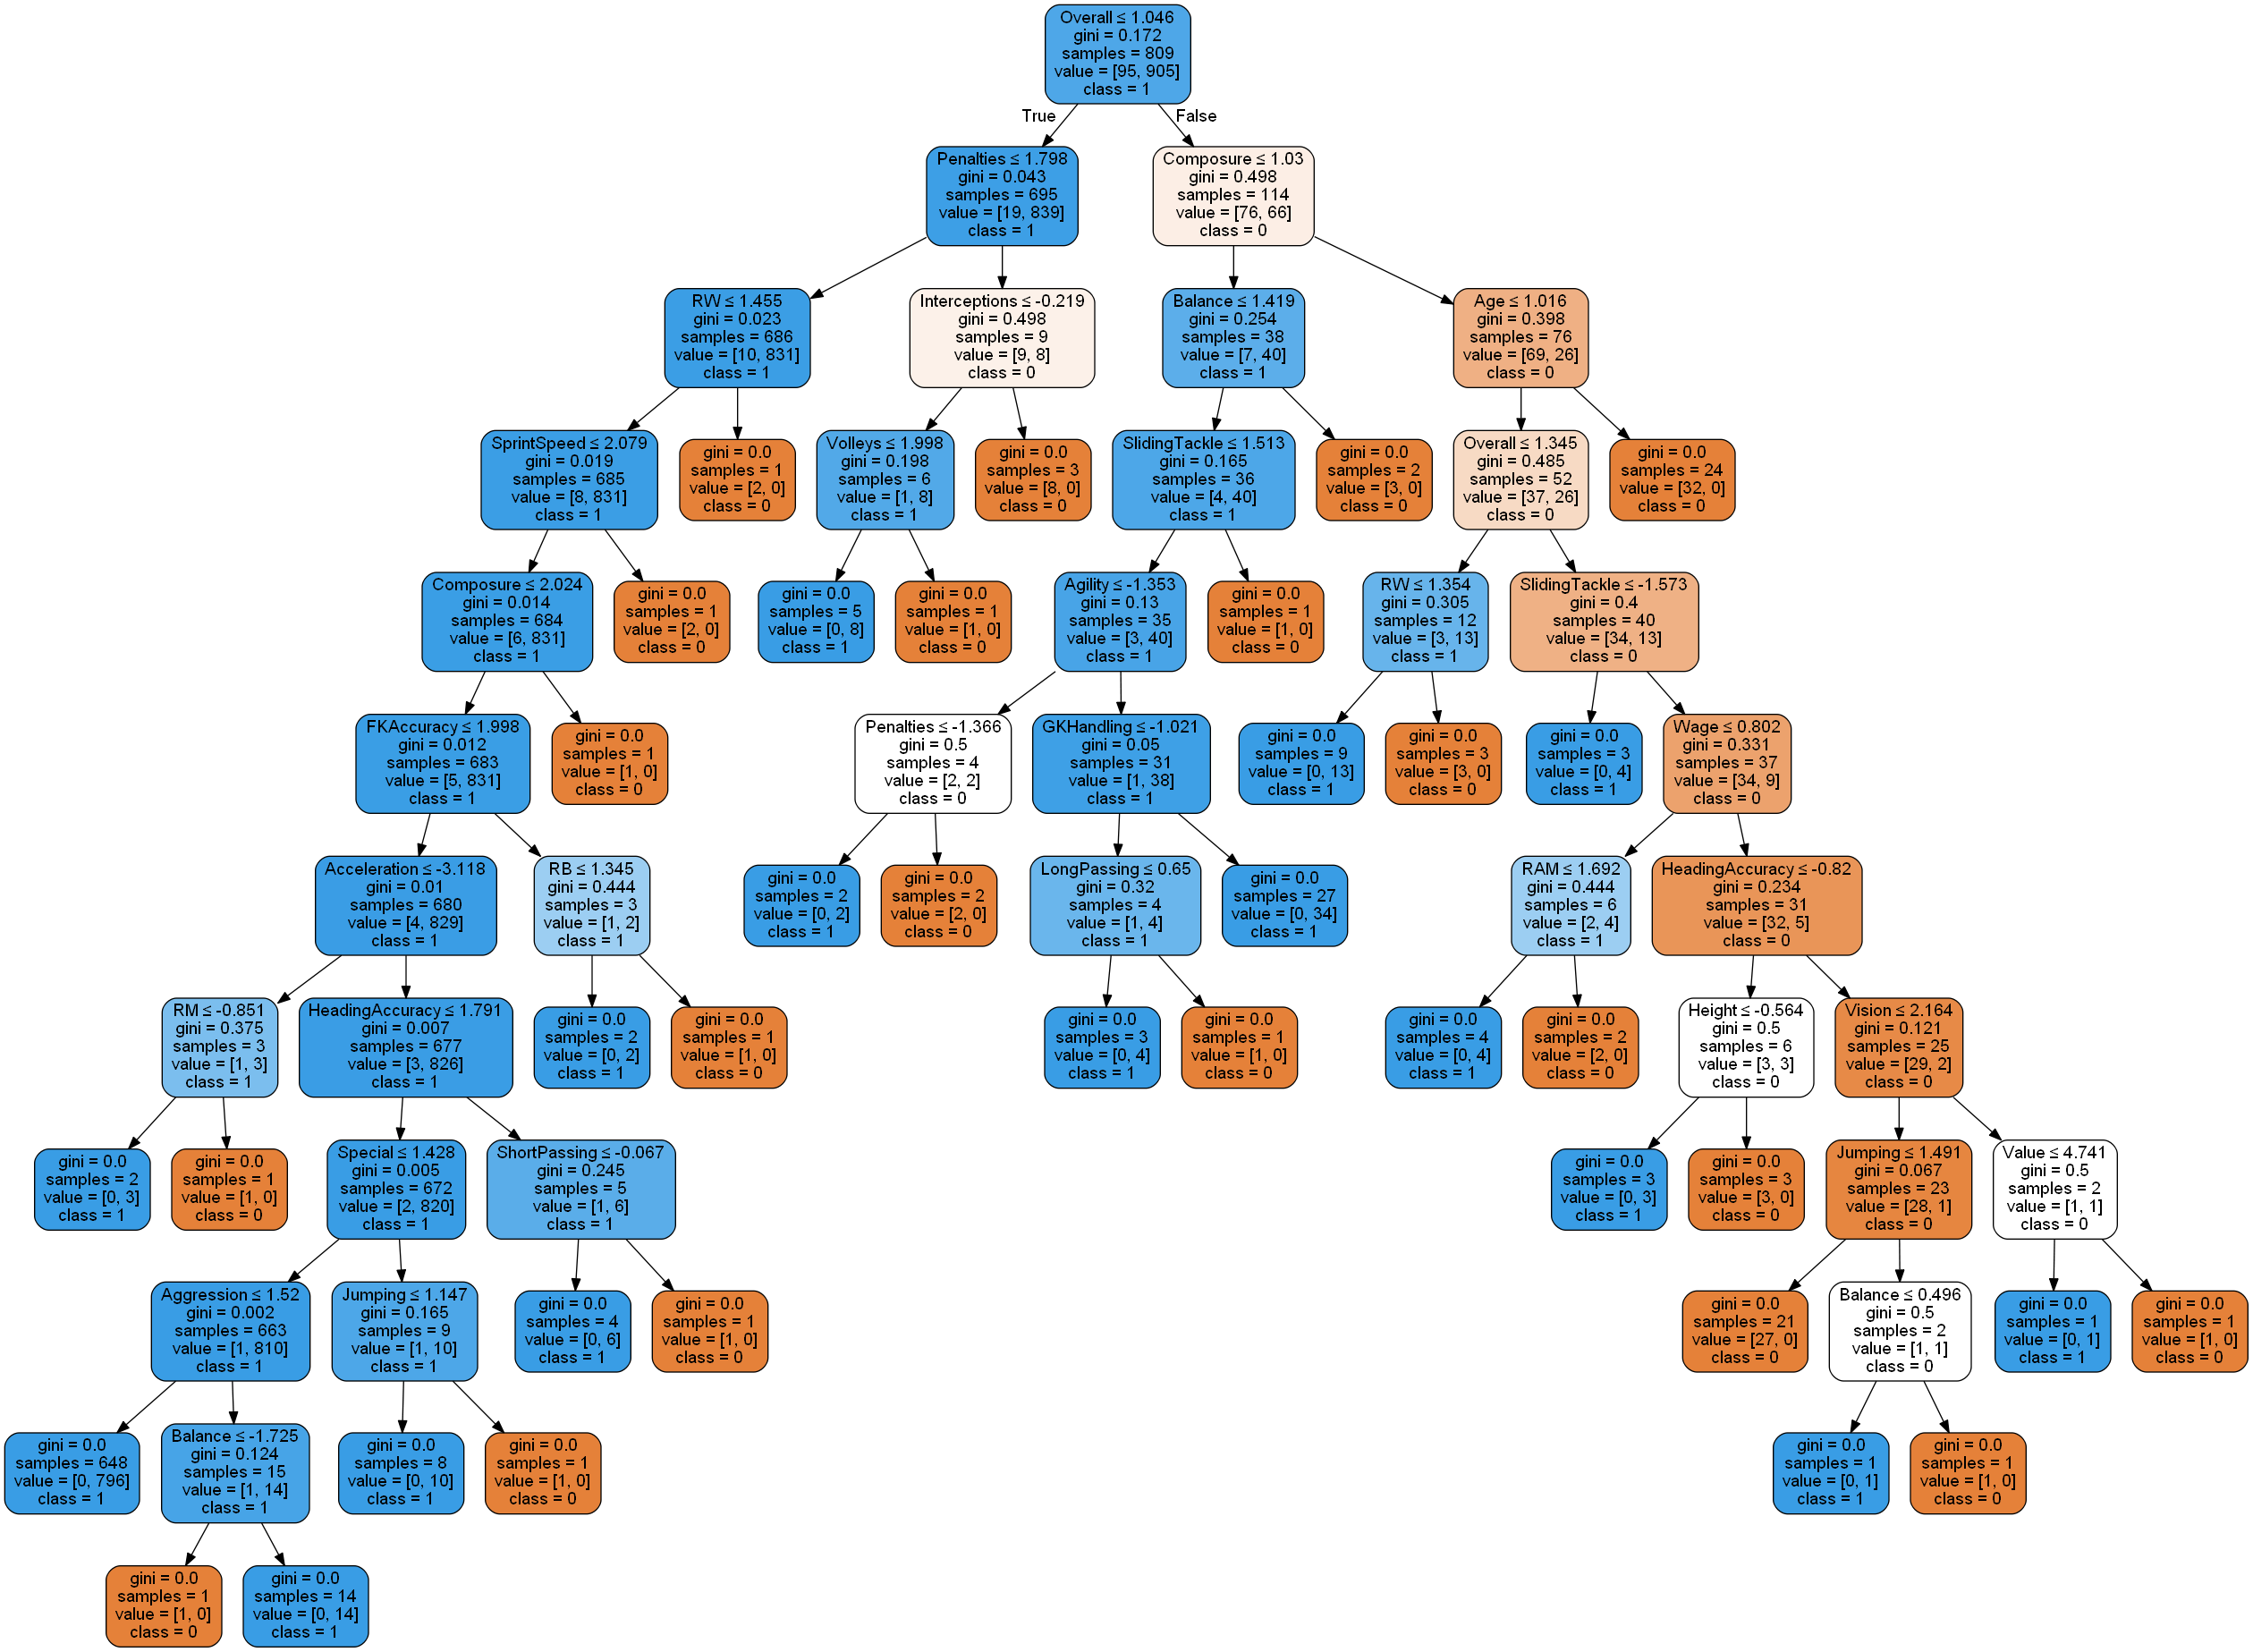 Overall ≤ 1.046
gini = 0.172
samples = 809
value = [95, 905]
class = 1
True
False
Penalties ≤ 1.798
gini = 0.043
samples = 695
value = [19, 839]
class = 1
Composure ≤ 1.03
gini = 0.498
samples = 114
value = [76, 66]
class = 0
RW ≤ 1.455
gini = 0.023
samples = 686
value = [10, 831]
class = 1
Interceptions ≤ -0.219
gini = 0.498
samples = 9
value = [9, 8]
class = 0
Balance ≤ 1.419
gini = 0.254
samples = 38
value = [7, 40]
class = 1
Age ≤ 1.016
gini = 0.398
samples = 76
value = [69, 26]
class = 0
SprintSpeed ≤ 2.079
gini = 0.019
samples = 685
value = [8, 831]
class = 1
gini = 0.0
samples = 1
value = [2, 0]
class = 0
Volleys ≤ 1.998
gini = 0.198
samples = 6
value = [1, 8]
class = 1
gini = 0.0
samples = 3
value = [8, 0]
class = 0
SlidingTackle ≤ 1.513
gini = 0.165
samples = 36
value = [4, 40]
class = 1
gini = 0.0
samples = 2
value = [3, 0]
class = 0
Overall ≤ 1.345
gini = 0.485
samples = 52
value = [37, 26]
class = 0
gini = 0.0
samples = 24
value = [32, 0]
class = 0
Composure ≤ 2.024
gini = 0.014
samples = 684
value = [6, 831]
class = 1
gini = 0.0
samples = 1
value = [2, 0]
class = 0
gini = 0.0
samples = 5
value = [0, 8]
class = 1
gini = 0.0
samples = 1
value = [1, 0]
class = 0
Agility ≤ -1.353
gini = 0.13
samples = 35
value = [3, 40]
class = 1
gini = 0.0
samples = 1
value = [1, 0]
class = 0
RW ≤ 1.354
gini = 0.305
samples = 12
value = [3, 13]
class = 1
SlidingTackle ≤ -1.573
gini = 0.4
samples = 40
value = [34, 13]
class = 0
FKAccuracy ≤ 1.998
gini = 0.012
samples = 683
value = [5, 831]
class = 1
gini = 0.0
samples = 1
value = [1, 0]
class = 0
Penalties ≤ -1.366
gini = 0.5
samples = 4
value = [2, 2]
class = 0
GKHandling ≤ -1.021
gini = 0.05
samples = 31
value = [1, 38]
class = 1
gini = 0.0
samples = 9
value = [0, 13]
class = 1
gini = 0.0
samples = 3
value = [3, 0]
class = 0
gini = 0.0
samples = 3
value = [0, 4]
class = 1
Wage ≤ 0.802
gini = 0.331
samples = 37
value = [34, 9]
class = 0
Acceleration ≤ -3.118
gini = 0.01
samples = 680
value = [4, 829]
class = 1
RB ≤ 1.345
gini = 0.444
samples = 3
value = [1, 2]
class = 1
gini = 0.0
samples = 2
value = [0, 2]
class = 1
gini = 0.0
samples = 2
value = [2, 0]
class = 0
LongPassing ≤ 0.65
gini = 0.32
samples = 4
value = [1, 4]
class = 1
gini = 0.0
samples = 27
value = [0, 34]
class = 1
RAM ≤ 1.692
gini = 0.444
samples = 6
value = [2, 4]
class = 1
HeadingAccuracy ≤ -0.82
gini = 0.234
samples = 31
value = [32, 5]
class = 0
RM ≤ -0.851
gini = 0.375
samples = 3
value = [1, 3]
class = 1
HeadingAccuracy ≤ 1.791
gini = 0.007
samples = 677
value = [3, 826]
class = 1
gini = 0.0
samples = 2
value = [0, 2]
class = 1
gini = 0.0
samples = 1
value = [1, 0]
class = 0
gini = 0.0
samples = 3
value = [0, 4]
class = 1
gini = 0.0
samples = 1
value = [1, 0]
class = 0
gini = 0.0
samples = 4
value = [0, 4]
class = 1
gini = 0.0
samples = 2
value = [2, 0]
class = 0
Height ≤ -0.564
gini = 0.5
samples = 6
value = [3, 3]
class = 0
Vision ≤ 2.164
gini = 0.121
samples = 25
value = [29, 2]
class = 0
gini = 0.0
samples = 2
value = [0, 3]
class = 1
gini = 0.0
samples = 1
value = [1, 0]
class = 0
Special ≤ 1.428
gini = 0.005
samples = 672
value = [2, 820]
class = 1
ShortPassing ≤ -0.067
gini = 0.245
samples = 5
value = [1, 6]
class = 1
gini = 0.0
samples = 3
value = [0, 3]
class = 1
gini = 0.0
samples = 3
value = [3, 0]
class = 0
Jumping ≤ 1.491
gini = 0.067
samples = 23
value = [28, 1]
class = 0
Value ≤ 4.741
gini = 0.5
samples = 2
value = [1, 1]
class = 0
Aggression ≤ 1.52
gini = 0.002
samples = 663
value = [1, 810]
class = 1
Jumping ≤ 1.147
gini = 0.165
samples = 9
value = [1, 10]
class = 1
gini = 0.0
samples = 4
value = [0, 6]
class = 1
gini = 0.0
samples = 1
value = [1, 0]
class = 0
gini = 0.0
samples = 21
value = [27, 0]
class = 0
Balance ≤ 0.496
gini = 0.5
samples = 2
value = [1, 1]
class = 0
gini = 0.0
samples = 1
value = [0, 1]
class = 1
gini = 0.0
samples = 1
value = [1, 0]
class = 0
gini = 0.0
samples = 648
value = [0, 796]
class = 1
Balance ≤ -1.725
gini = 0.124
samples = 15
value = [1, 14]
class = 1
gini = 0.0
samples = 8
value = [0, 10]
class = 1
gini = 0.0
samples = 1
value = [1, 0]
class = 0
gini = 0.0
samples = 1
value = [0, 1]
class = 1
gini = 0.0
samples = 1
value = [1, 0]
class = 0
gini = 0.0
samples = 1
value = [1, 0]
class = 0
gini = 0.0
samples = 14
value = [0, 14]
class = 1